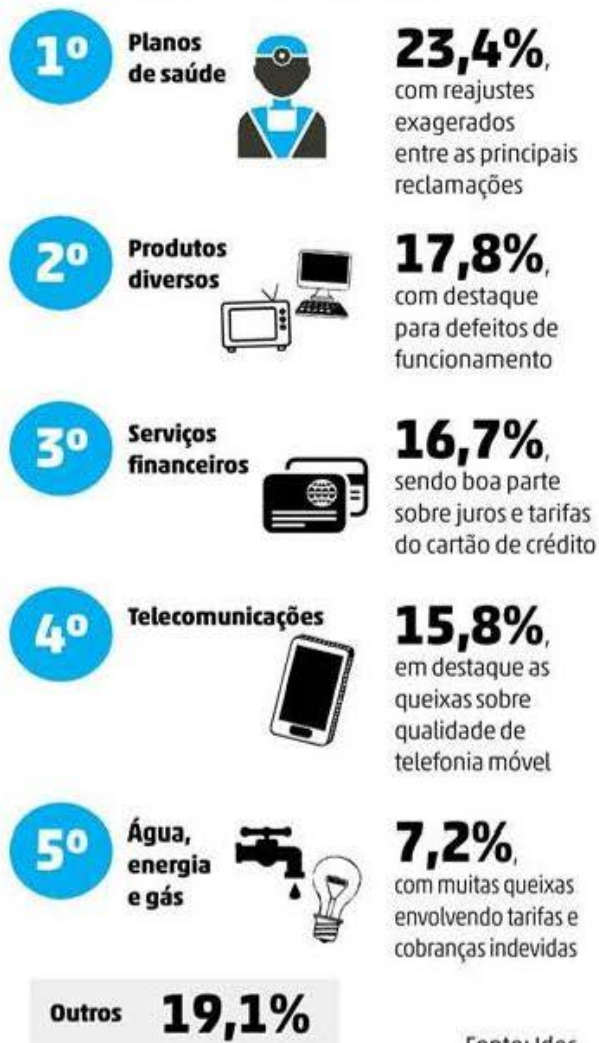 1º
Planos
de saúde
23,4%,
com reajustes
exagerados
entre as principais
reclamações
2º
Produtos
diversos
17,8%,
com destaque
para defeitos de
funcionamento
3º
Serviços
financeiros
16,7%,
sendo boa parte
sobre juros e tarifas
do cartão de crédito
4º
Telecomunicações
15,8%,
em destaque as
queixas sobre
qualidade de
telefonia móvel
5º
Água,
energia
e gás
7,2%,
com muitas queixas
envolvendo tarifas e
cobranças indevidas
Outros 19,1%
Fonte: Idec